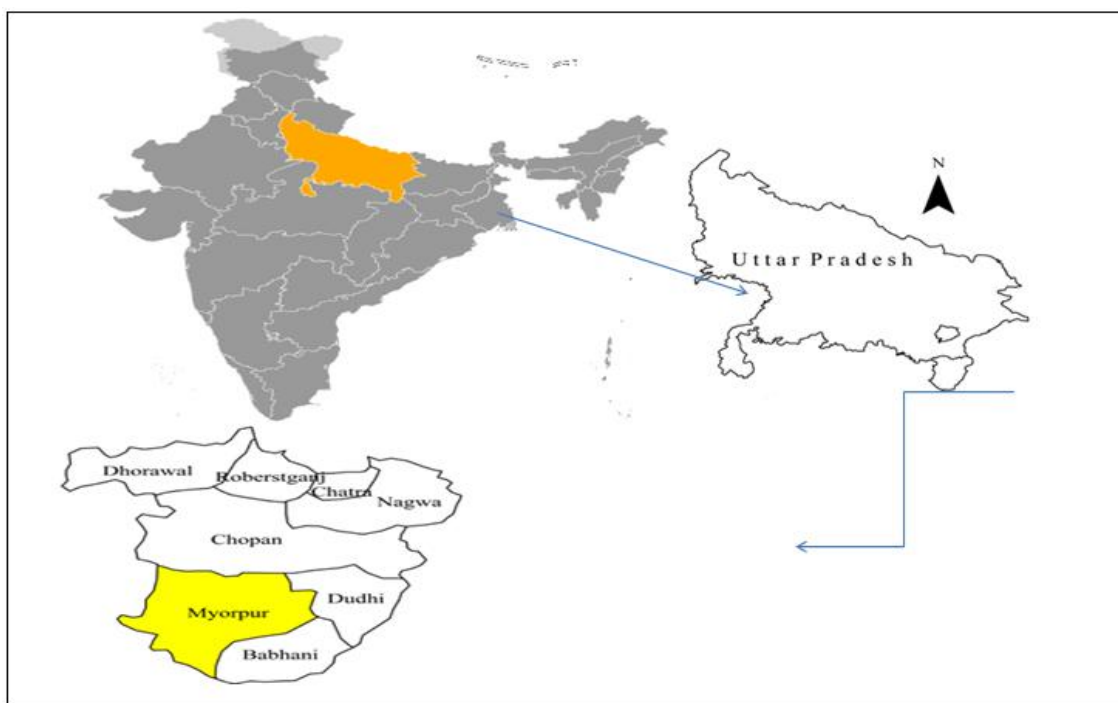 N
Uttar Pradesh
Dhorawal
Roberstganj
Chatra
Nagwa
Chopan
Dudhi
Myorpur
Babhani